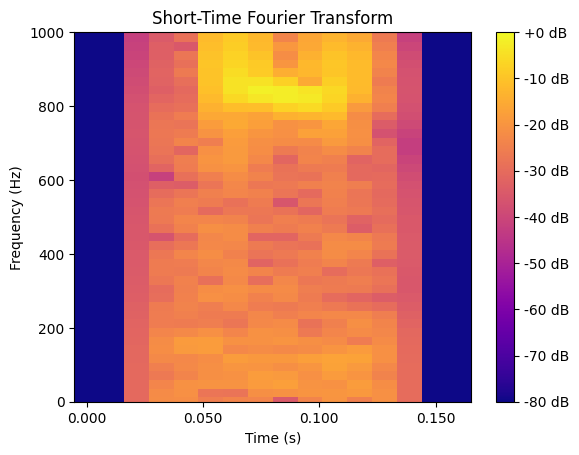 Short-Time Fourier Transform
1000
800
600
400
200
0
Frequency (Hz)
0.000
0.050
0.100
0.150
Time (s)
+0 dB
-10 dB
-20 dB
-30 dB
-40 dB
-50 dB
-60 dB
-70 dB
-80 dB